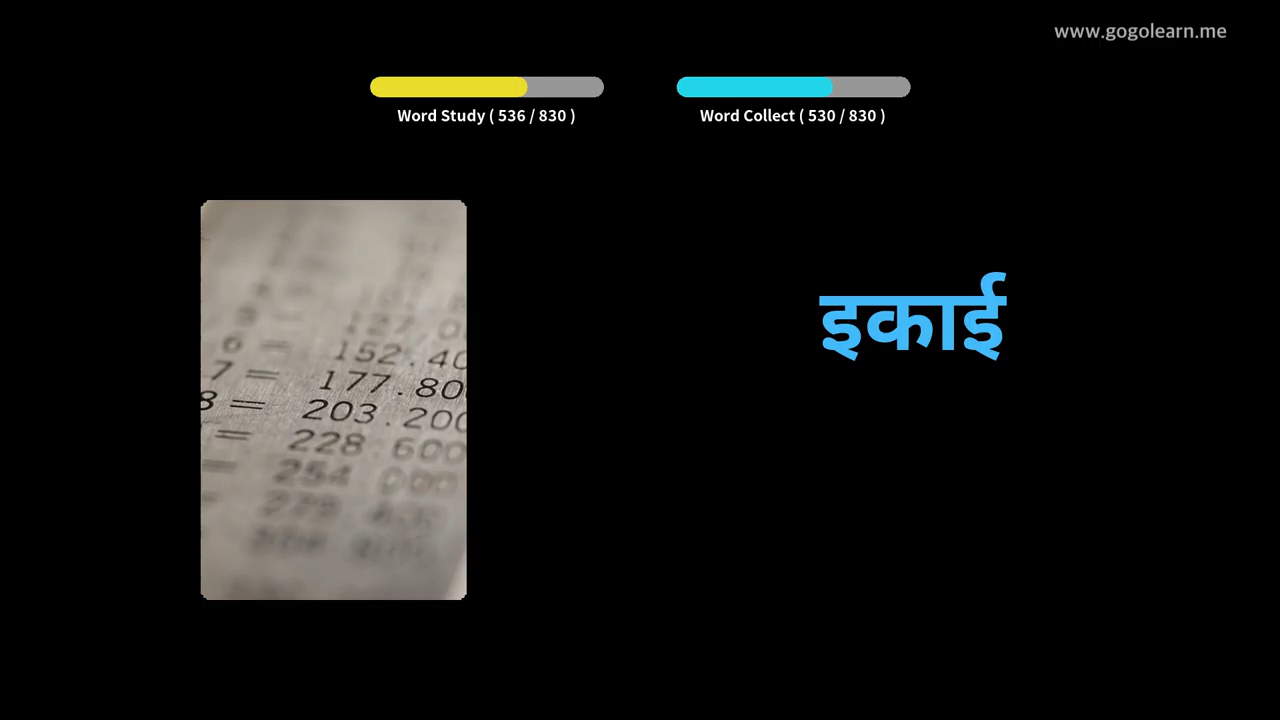 www.gogolearn.me
Word Study ( 536 / 830 )
Word Collect ( 530 / 830 )
इकाई
6 = 152.40
7 = 177.80
8 = 203.200
= 228.600
= 254